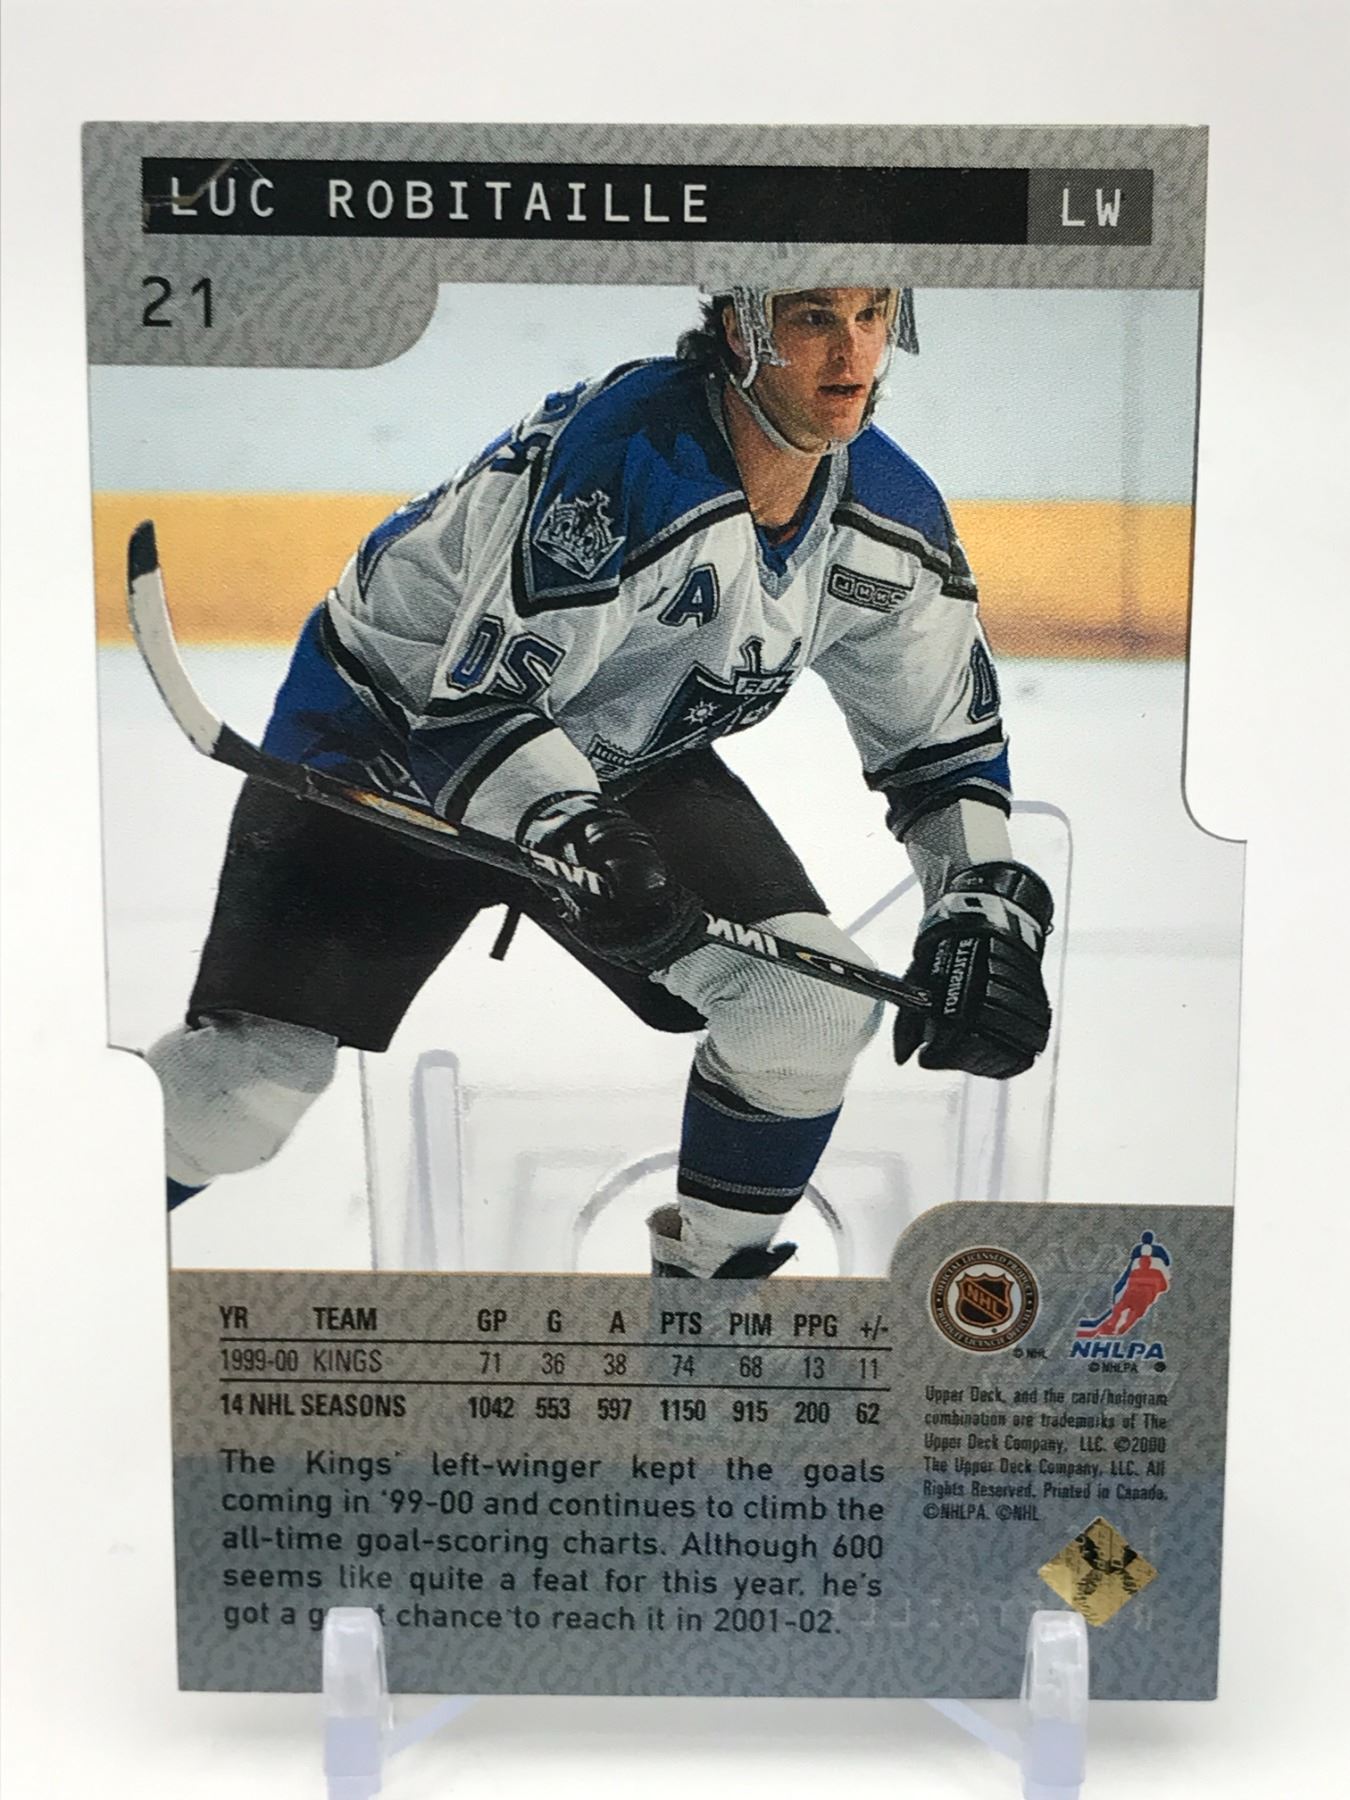 LUC ROBITAILLE LW
21
A
YR TEAM GP G A PTS PIM PPG +/-
1999-00 KINGS 71 36 38 74 68 13 11
14 NHL SEASONS 1042 553 597 1150 915 200 62
The Kings' left-winger kept the goals
coming in '99-00 and continues to climb the
all-time goal-scoring charts. Although 600
seems like quite a feat for this year, he's
got a chance to reach it in 2001-02.
NHL
© NHL
NHLPA
© NHLPA ®
Upper Deck, and the card/hologram
combination are trademarks of The
Upper Deck Company, LLC. ©2000
The Upper Deck Company, LLC. All
Rights Reserved. Printed in Canada.
©NHLPA. ©NHL